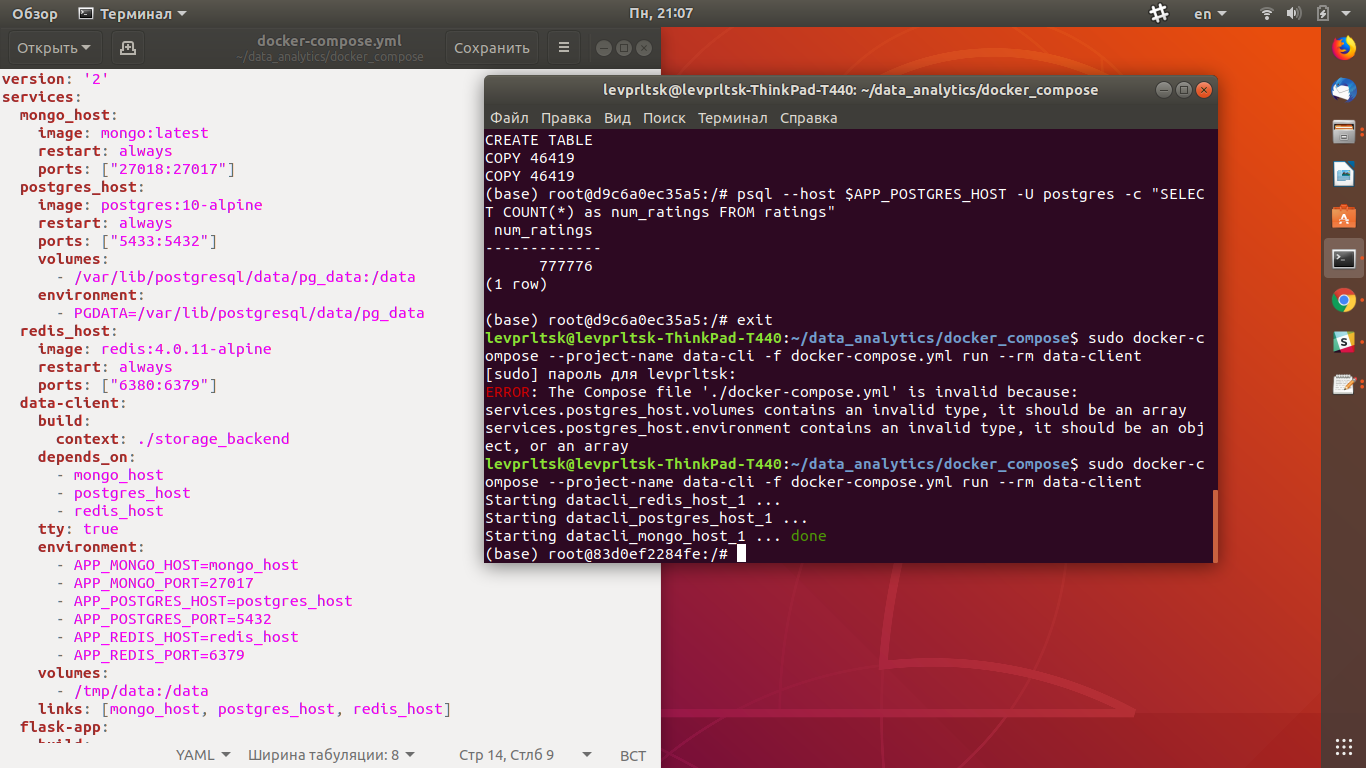 Обзор
Терминал
Пн, 21:07
en
Открыть
docker-compose.yml
~/data_analytics/docker_compose
Сохранить
version: '2'
services:
  mongo_host:
    image: mongo:latest
    restart: always
    ports: ["27018:27017"]
  postgres_host:
    image: postgres:10-alpine
    restart: always
    ports: ["5433:5432"]
    volumes:
      - /var/lib/postgresql/data/pg_data:/data
    environment:
      - PGDATA=/var/lib/postgresql/data/pg_data
  redis_host:
    image: redis:4.0.11-alpine
    restart: always
    ports: ["6380:6379"]
  data-client:
    build:
      context: ./storage_backend
    depends_on:
      - mongo_host
      - postgres_host
      - redis_host
    tty: true
    environment:
      - APP_MONGO_HOST=mongo_host
      - APP_MONGO_PORT=27017
      - APP_POSTGRES_HOST=postgres_host
      - APP_POSTGRES_PORT=5432
      - APP_REDIS_HOST=redis_host
      - APP_REDIS_PORT=6379
    volumes:
      - /tmp/data:/data
    links: [mongo_host, postgres_host, redis_host]
  flask-app:
    build:
YAML
Ширина табуляции: 8
Стр 14, Стлб 9
ВСТ
levprltsk@levprltsk-ThinkPad-T440: ~/data_analytics/docker_compose
Файл Правка Вид Поиск Терминал Справка
CREATE TABLE
COPY 46419
COPY 46419
(base) root@d9c6a0ec35a5:/# psql --host $APP_POSTGRES_HOST -U postgres -c "SELEC
T COUNT(*) as num_ratings FROM ratings"
 num_ratings
-------------
      777776
(1 row)
(base) root@d9c6a0ec35a5:/# exit
levprltsk@levprltsk-ThinkPad-T440:~/data_analytics/docker_compose$ sudo docker-c
ompose --project-name data-cli -f docker-compose.yml run --rm data-client
[sudo] пароль для levprltsk:
ERROR: The Compose file './docker-compose.yml' is invalid because:
services.postgres_host.volumes contains an invalid type, it should be an array
services.postgres_host.environment contains an invalid type, it should be an obj
ect, or an array
levprltsk@levprltsk-ThinkPad-T440:~/data_analytics/docker_compose$ sudo docker-c
ompose --project-name data-cli -f docker-compose.yml run --rm data-client
Starting datacli_redis_host_1 ...
Starting datacli_postgres_host_1 ...
Starting datacli_mongo_host_1 ... done
(base) root@83d0ef2284fe:/#